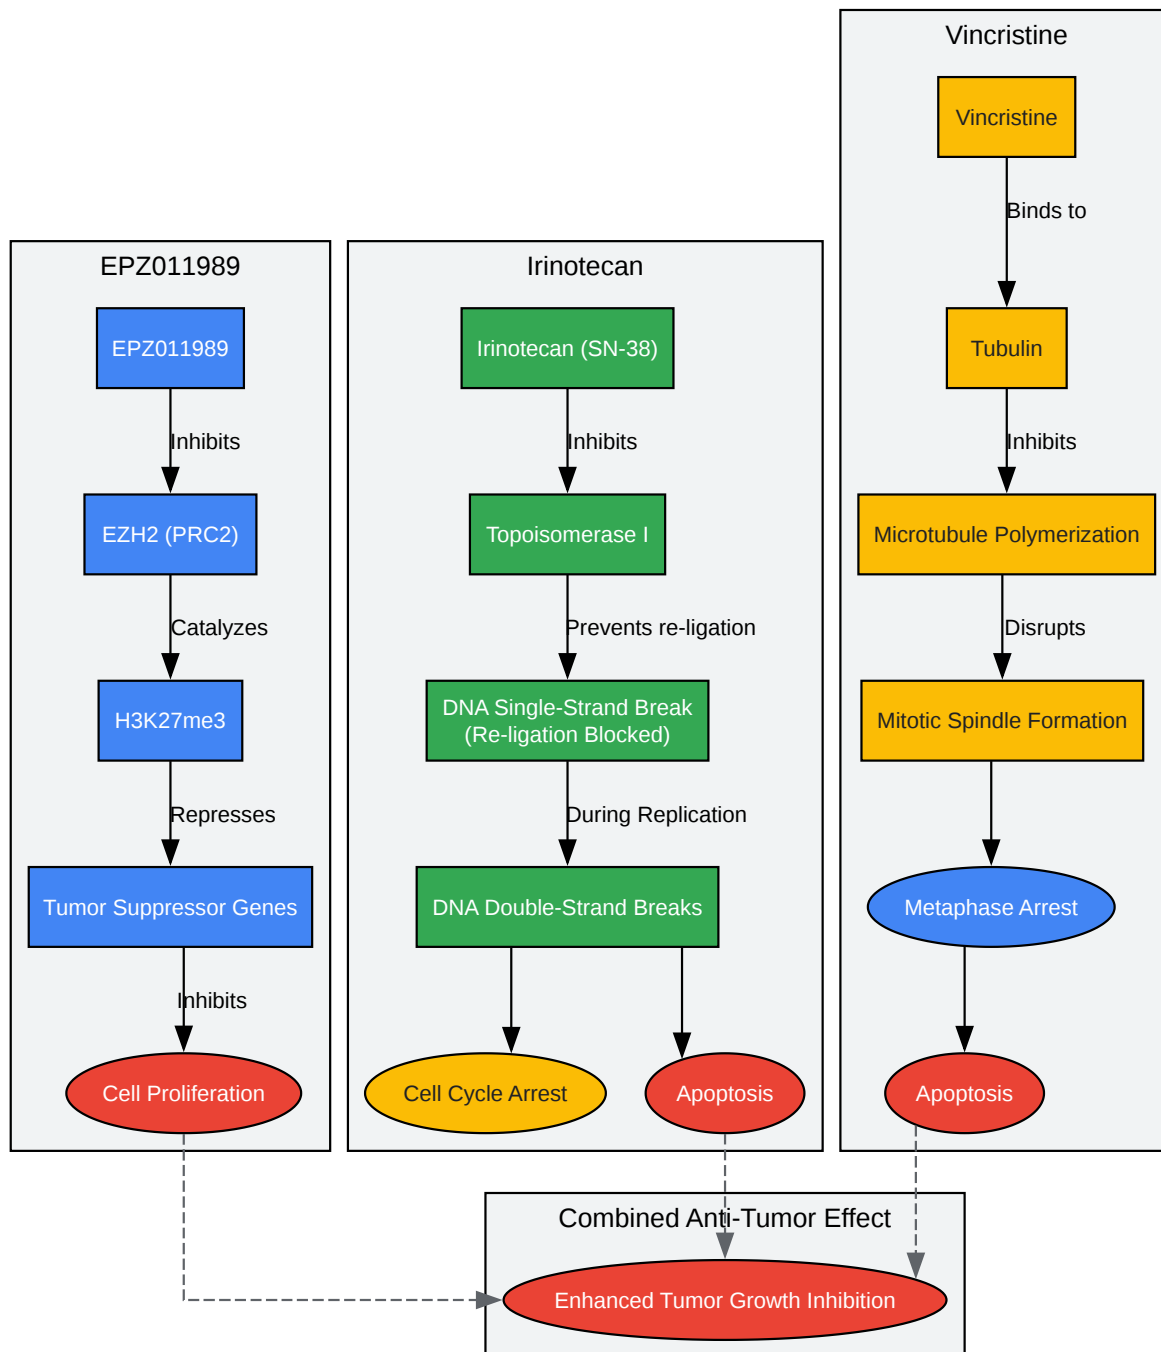 EPZ011989
EPZ011989
Inhibits
EZH2 (PRC2)
Catalyzes
H3K27me3
Represses
Tumor Suppressor Genes
Inhibits
Cell Proliferation
Irinotecan
Irinotecan (SN-38)
Inhibits
Topoisomerase I
Prevents re-ligation
DNA Single-Strand Break
(Re-ligation Blocked)
During Replication
DNA Double-Strand Breaks
Cell Cycle Arrest
Apoptosis
Vincristine
Vincristine
Binds to
Tubulin
Inhibits
Microtubule Polymerization
Disrupts
Mitotic Spindle Formation
Metaphase Arrest
Apoptosis
Combined Anti-Tumor Effect
Enhanced Tumor Growth Inhibition